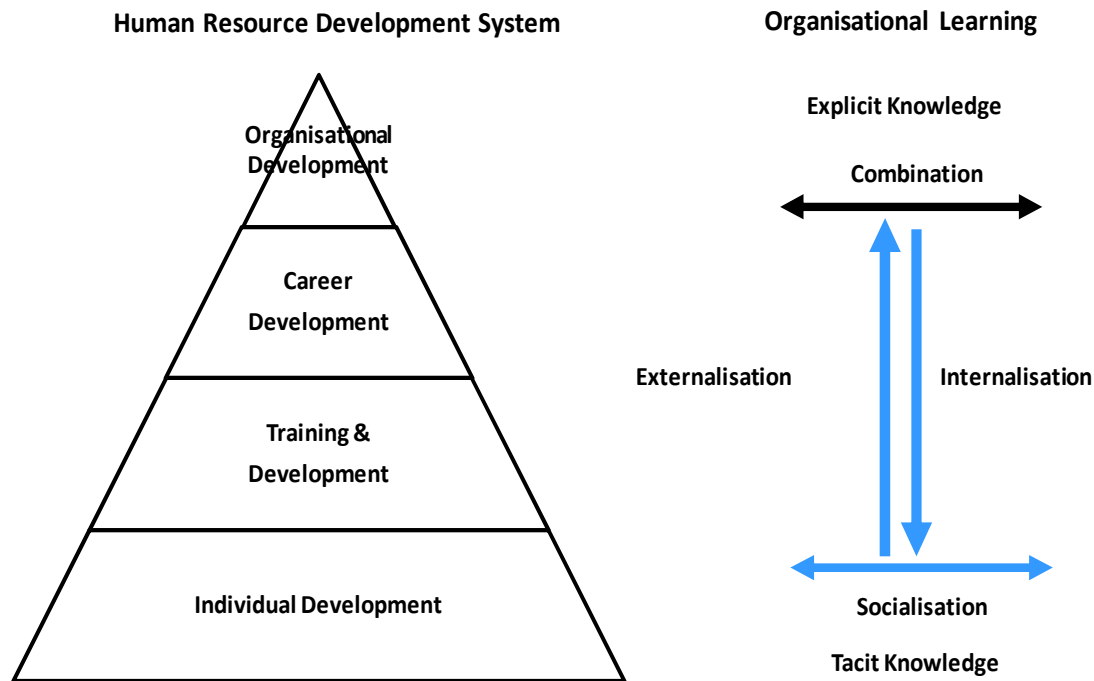 Human Resource Development System
Organisational
Development
Career
Development
Training &
Development
Individual Development
Organisational Learning
Explicit Knowledge
Combination
Externalisation
Internalisation
Socialisation
Tacit Knowledge